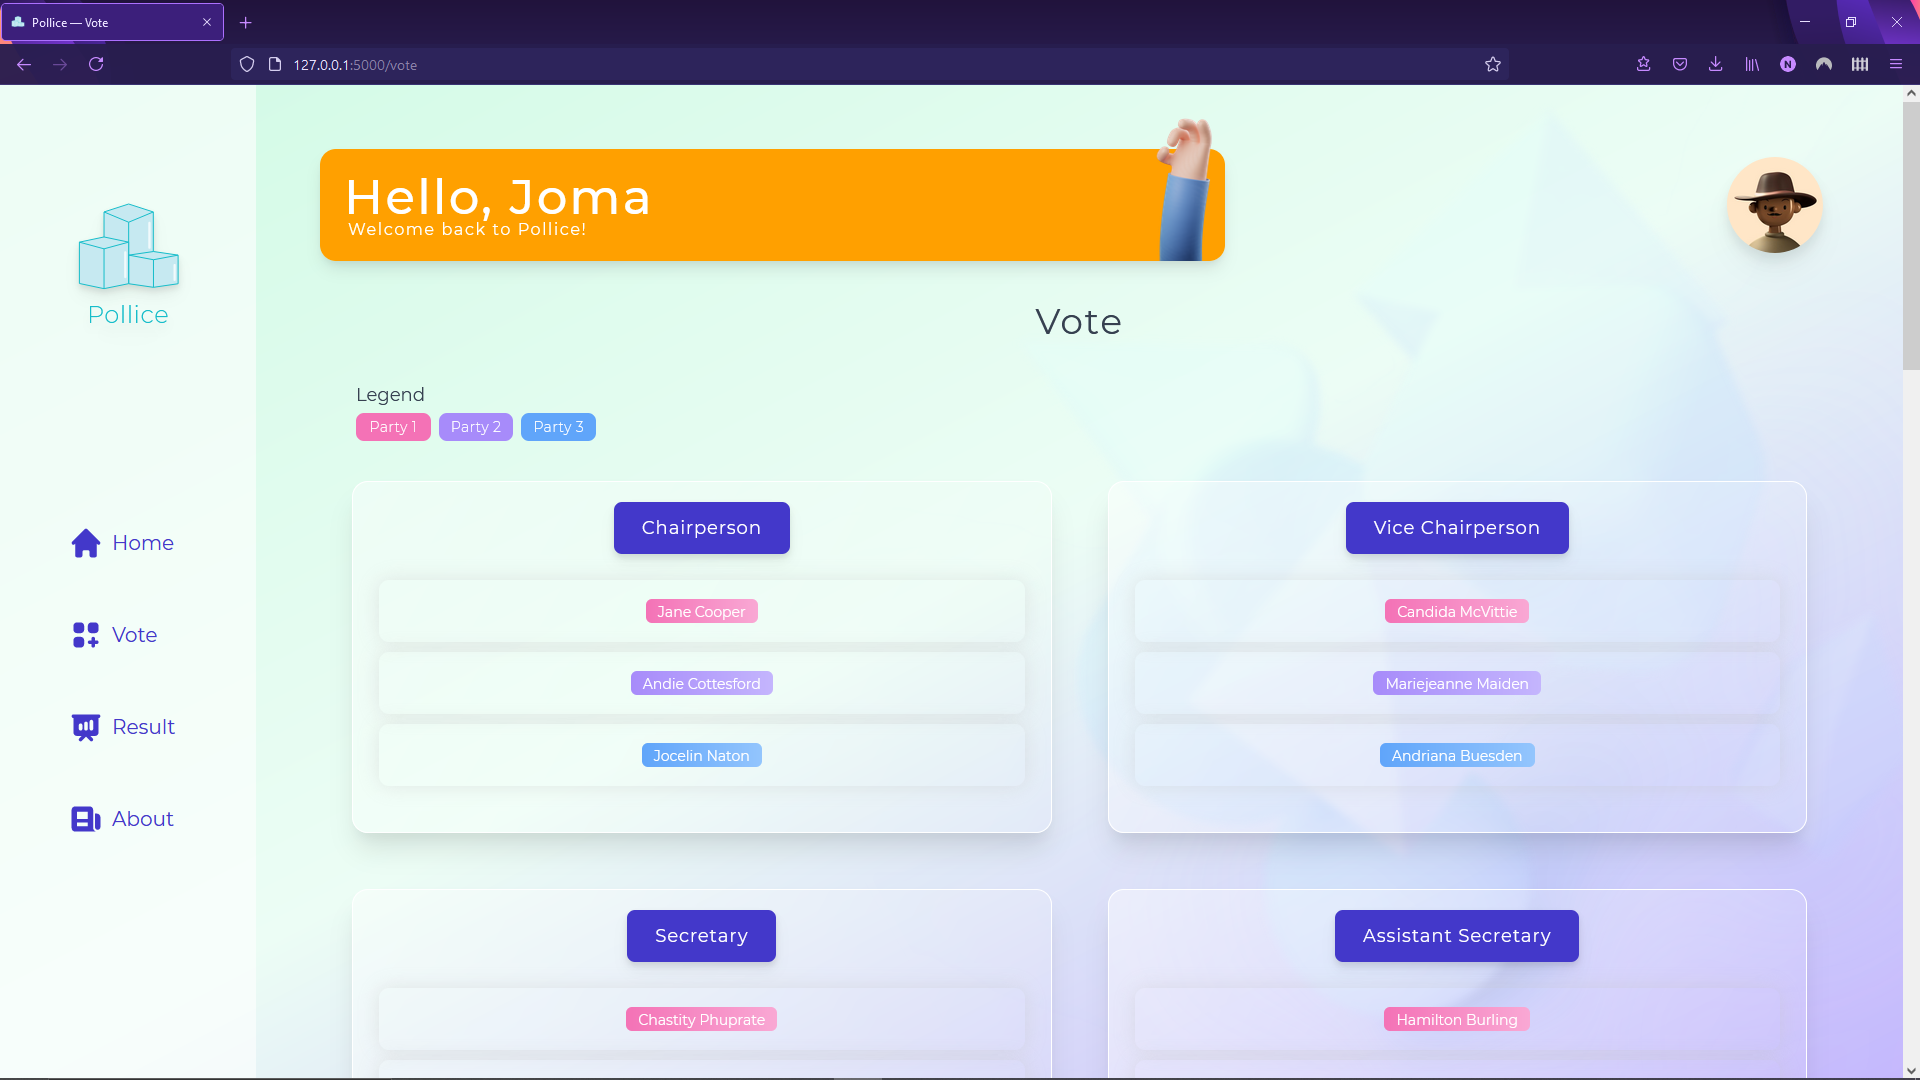 Pollice — Vote
127.0.0.1:5000/vote
N
Hello, Joma
Welcome back to Pollice!
Pollice
Vote
Legend
Party 1 Party 2 Party 3
Home
Vote
Result
About
Chairperson
Jane Cooper
Andie Cottesford
Jocelin Naton
Vice Chairperson
Candida McVittie
Mariejeanne Maiden
Andriana Buesden
Secretary
Chastity Phuprate
Assistant Secretary
Hamilton Burling